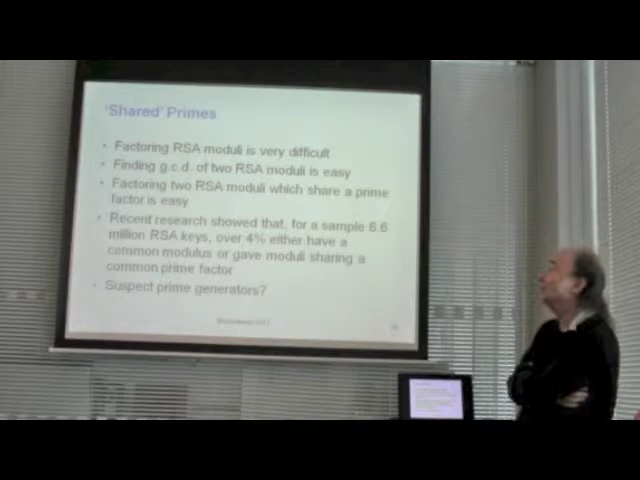 'Shared' Primes
• Factoring RSA moduli is very difficult
• Finding g.c.d. of two RSA moduli is easy
• Factoring two RSA moduli which share a prime
factor is easy
• Recent research showed that, for a sample 6.6
million RSA keys, over 4% either have a
common modulus or gave moduli sharing a
common prime factor
• Suspect prime generators?